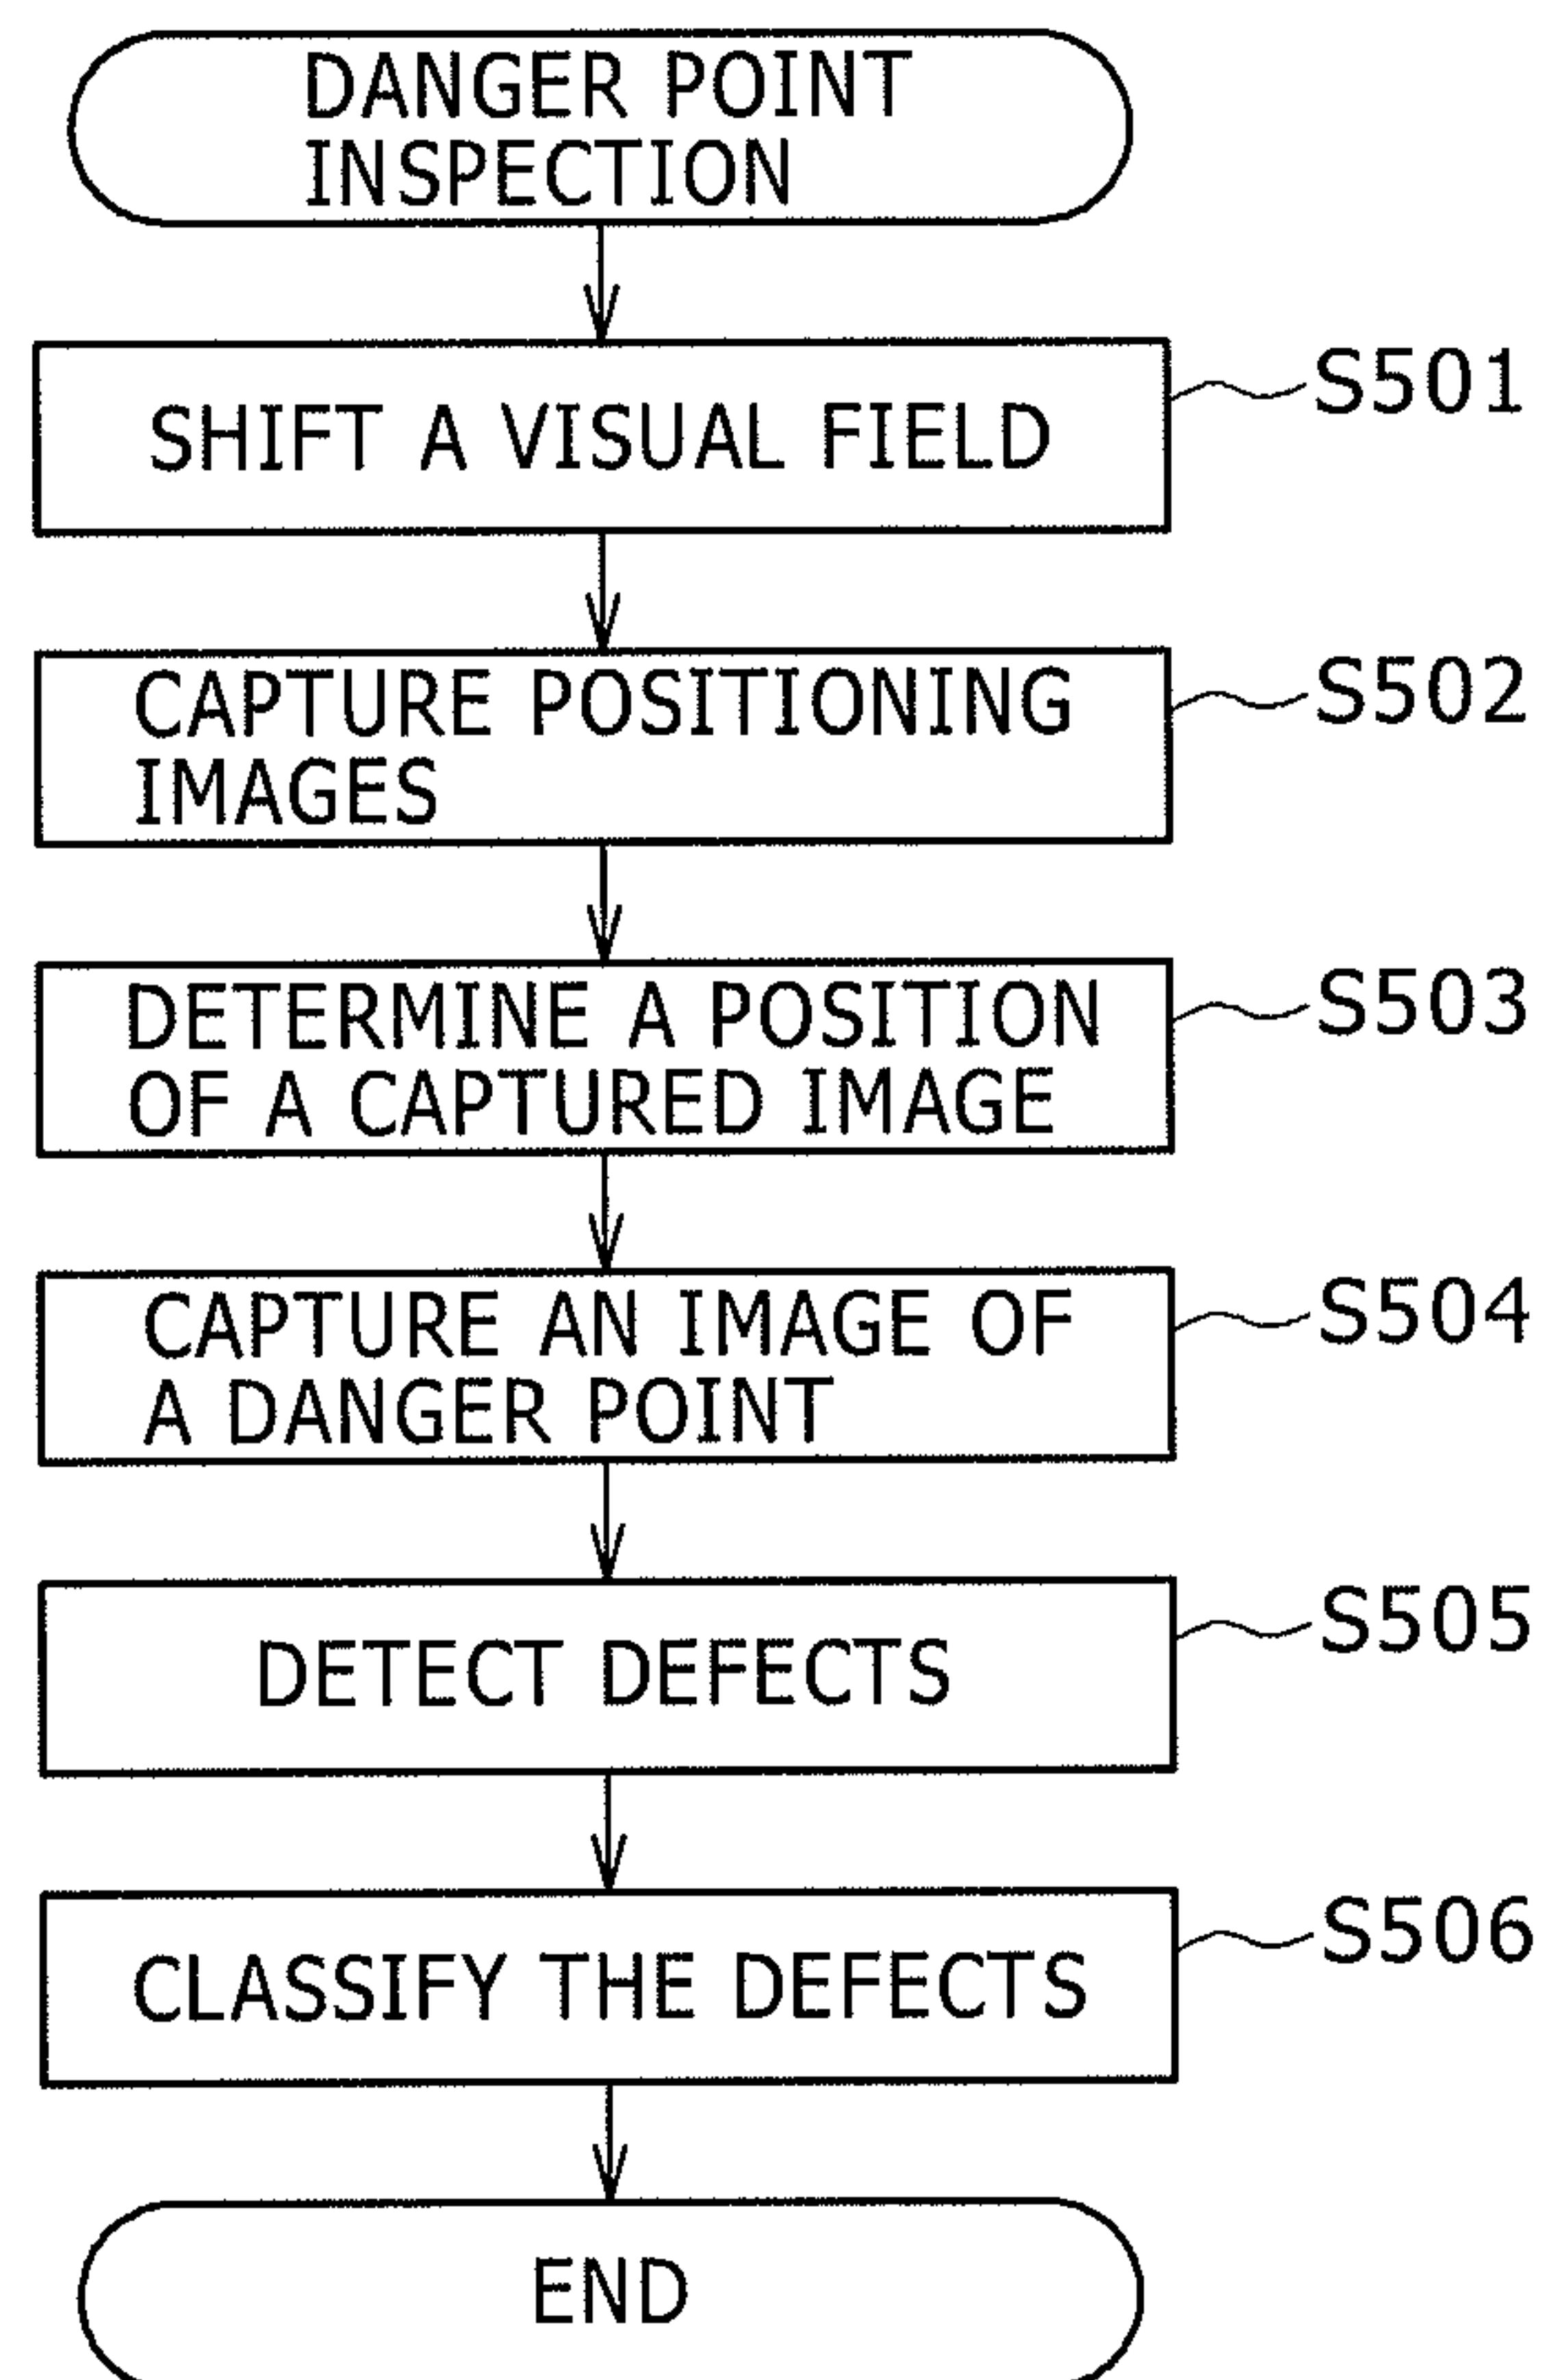 DANGER POINT
INSPECTION
SHIFT A VISUAL FIELD
S501
CAPTURE POSITIONING
IMAGES
S502
DETERMINE A POSITION
OF A CAPTURED IMAGE
S503
CAPTURE AN IMAGE OF
A DANGER POINT
S504
DETECT DEFECTS
S505
CLASSIFY THE DEFECTS
S506
END